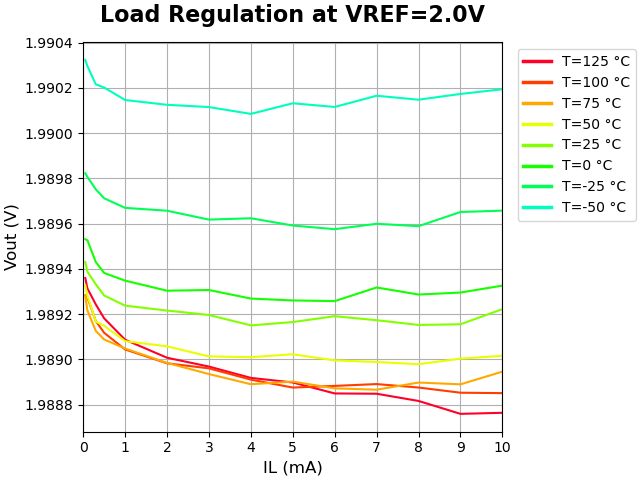 Load Regulation at VREF=2.0V
1.9904
1.9902
1.9900
1.9898
1.9896
1.9894
1.9892
1.9890
1.9888
Vout (V)
0 1 2 3 4 5 6 7 8 9 10
IL (mA)
T=125 °C
T=100 °C
T=75 °C
T=50 °C
T=25 °C
T=0 °C
T=-25 °C
T=-50 °C